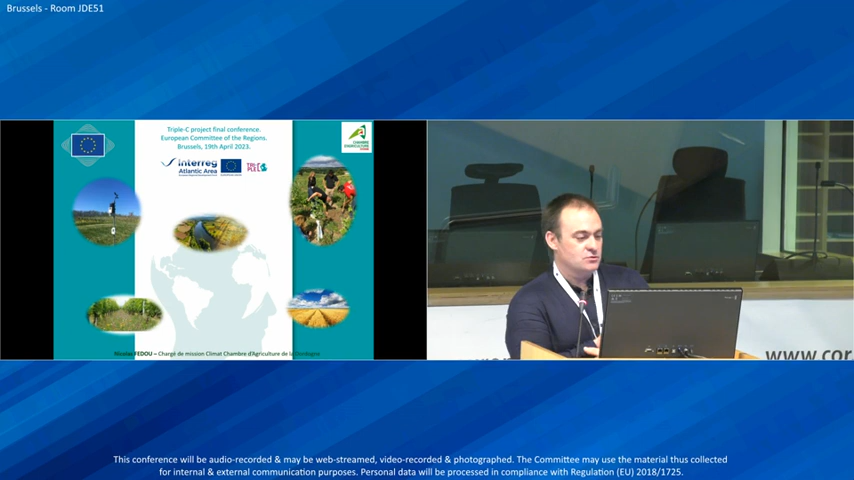 Brussels - Room JDE51
Triple-C project final conference.
European Committee of the Regions.
Brussels, 19th April 2023.
Interreg
Atlantic Area
FEDOU – Chargé de mission Climat Chambre d'Agriculture de la Dordogne
www.cor
This conference will be audio-recorded & may be web-streamed, video-recorded & photographed. The Committee may use the material thus collected
for internal & external communication purposes. Personal data will be processed in compliance with Regulation (EU) 2018/1725.